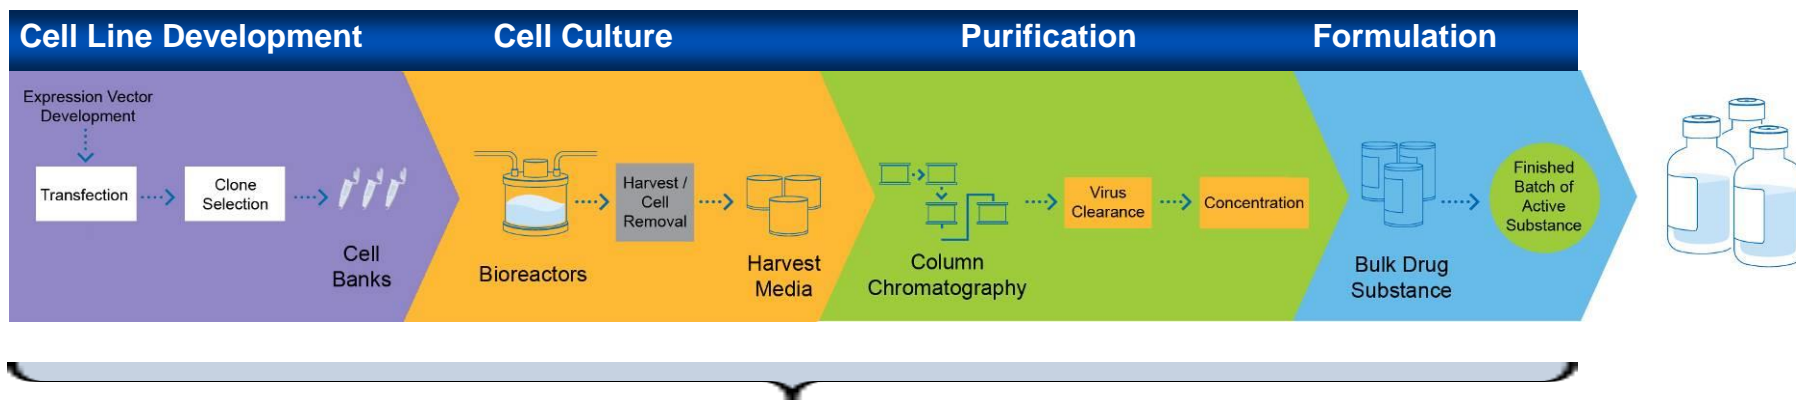 Cell Line Development
Cell Culture
Purification
Formulation
Expression Vector
Development
Transfection
Clone
Selection
Cell
Banks
Bioreactors
Harvest /
Cell
Removal
Harvest
Media
Column
Chromatography
Virus
Clearance
Concentration
Bulk Drug
Substance
Finished
Batch of
Active
Substance